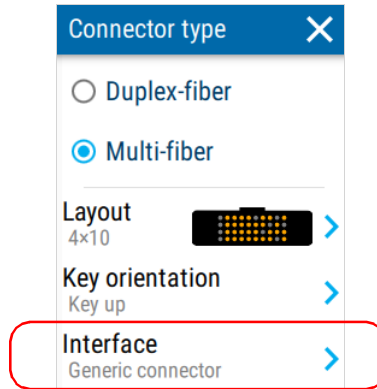 Connector type
Duplex-fiber
Multi-fiber
Layout
4×10
Key orientation
Key up
Interface
Generic connector